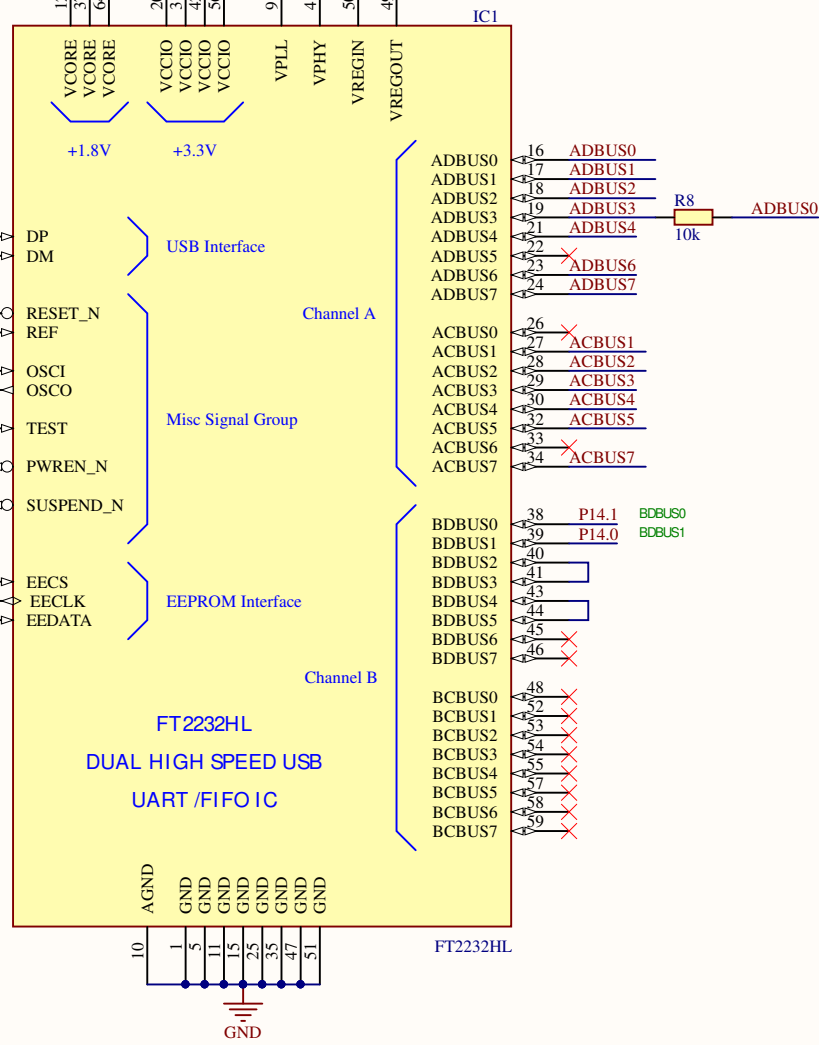 IC1
VCORE
VCORE
VCORE
VCCIO
VCCIO
VCCIO
VCCIO
9
VPLL
4
VPHY
VREGIN
VREGOUT
+1.8V
+3.3V
DP
DM
USB Interface
RESET_N
REF
OSCI
OSCO
TEST
PWREN_N
SUSPEND_N
Misc Signal Group
EECS
EECLK
EEDATA
EEPROM Interface
Channel A
ADBUS0 16 ADBUS0
ADBUS1 17 ADBUS1
ADBUS2 18 ADBUS2
ADBUS3 19 ADBUS3 R8 10k ADBUS0
ADBUS4 21 ADBUS4
ADBUS5 22
ADBUS6 23 ADBUS6
ADBUS7 24 ADBUS7
ACBUS0 26
ACBUS1 27 ACBUS1
ACBUS2 28 ACBUS2
ACBUS3 29 ACBUS3
ACBUS4 30 ACBUS4
ACBUS5 32 ACBUS5
ACBUS6 33
ACBUS7 34 ACBUS7
Channel B
BDBUS0 38 P14.1 BDBUS0
BDBUS1 39 P14.0 BDBUS1
BDBUS2 40
BDBUS3 41
BDBUS4 43
BDBUS5 44
BDBUS6 45
BDBUS7 46
BCBUS0 48
BCBUS1 52
BCBUS2 53
BCBUS3 54
BCBUS4 55
BCBUS5 57
BCBUS6 58
BCBUS7 59
FT2232HL
DUAL HIGH SPEED USB
UART /FIFO IC
AGND
GND
GND
GND
GND
GND
GND
GND
GND
10
1
5
11
15
25
35
47
51
FT2232HL
GND